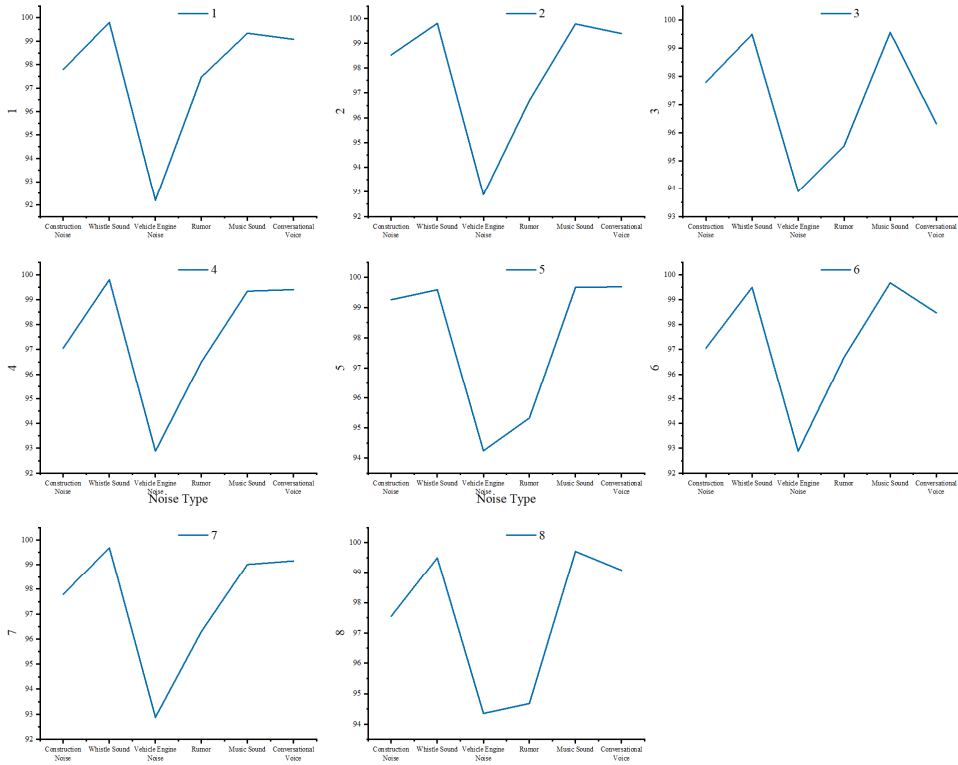 1
100
99
98
97
96
95
94
93
92
1
Construction Noise
Whistle Sound
Vehicle Engine Noise
Rumor
Music Sound
Conversational Voice
2
100
99
98
97
96
95
94
93
92
2
Construction Noise
Whistle Sound
Vehicle Engine Noise
Rumor
Music Sound
Conversational Voice
3
100
99
98
97
96
95
94
93
3
Construction Noise
Whistle Sound
Vehicle Engine Noise
Rumor
Music Sound
Conversational Voice
4
100
99
98
97
96
95
94
93
92
4
Construction Noise
Whistle Sound
Vehicle Engine Noise
Rumor
Music Sound
Conversational Voice
Noise Type
5
100
99
98
97
96
95
94
5
Construction Noise
Whistle Sound
Vehicle Engine Noise
Rumor
Music Sound
Conversational Voice
Noise Type
6
100
99
98
97
96
95
94
93
92
6
Construction Noise
Whistle Sound
Vehicle Engine Noise
Rumor
Music Sound
Conversational Voice
7
100
99
98
97
96
95
94
93
92
7
Construction Noise
Whistle Sound
Vehicle Engine Noise
Rumor
Music Sound
Conversational Voice
8
100
99
98
97
96
95
94
8
Construction Noise
Whistle Sound
Vehicle Engine Noise
Rumor
Music Sound
Conversational Voice